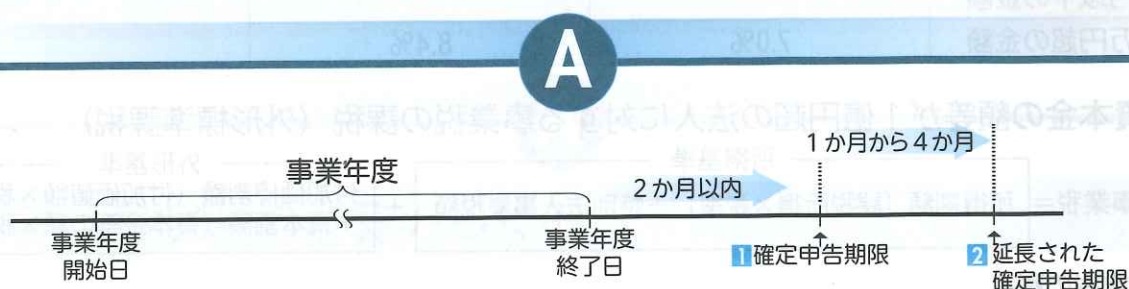 A
1か月から4か月
事業年度
2か月以内
事業年度
開始日
事業年度
終了日
1 確定申告期限
2 延長された
確定申告期限